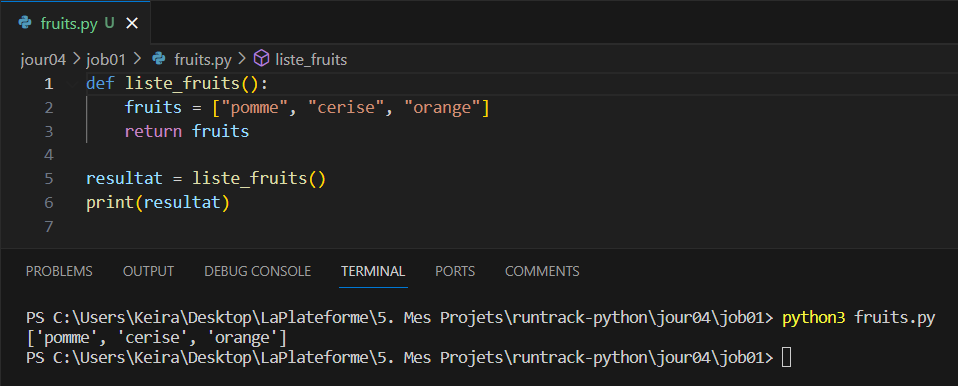 fruits.py U
jour04 > job01 > fruits.py > liste_fruits
1 def liste_fruits():
2     fruits = ["pomme", "cerise", "orange"]
3     return fruits
4
5 resultat = liste_fruits()
6 print(resultat)
7
PROBLEMS OUTPUT DEBUG CONSOLE TERMINAL PORTS COMMENTS
PS C:\Users\Keira\Desktop\LaPlateforme\5. Mes Projets\runtrack-python\jour04\job01> python3 fruits.py
['pomme', 'cerise', 'orange']
PS C:\Users\Keira\Desktop\LaPlateforme\5. Mes Projets\runtrack-python\jour04\job01>